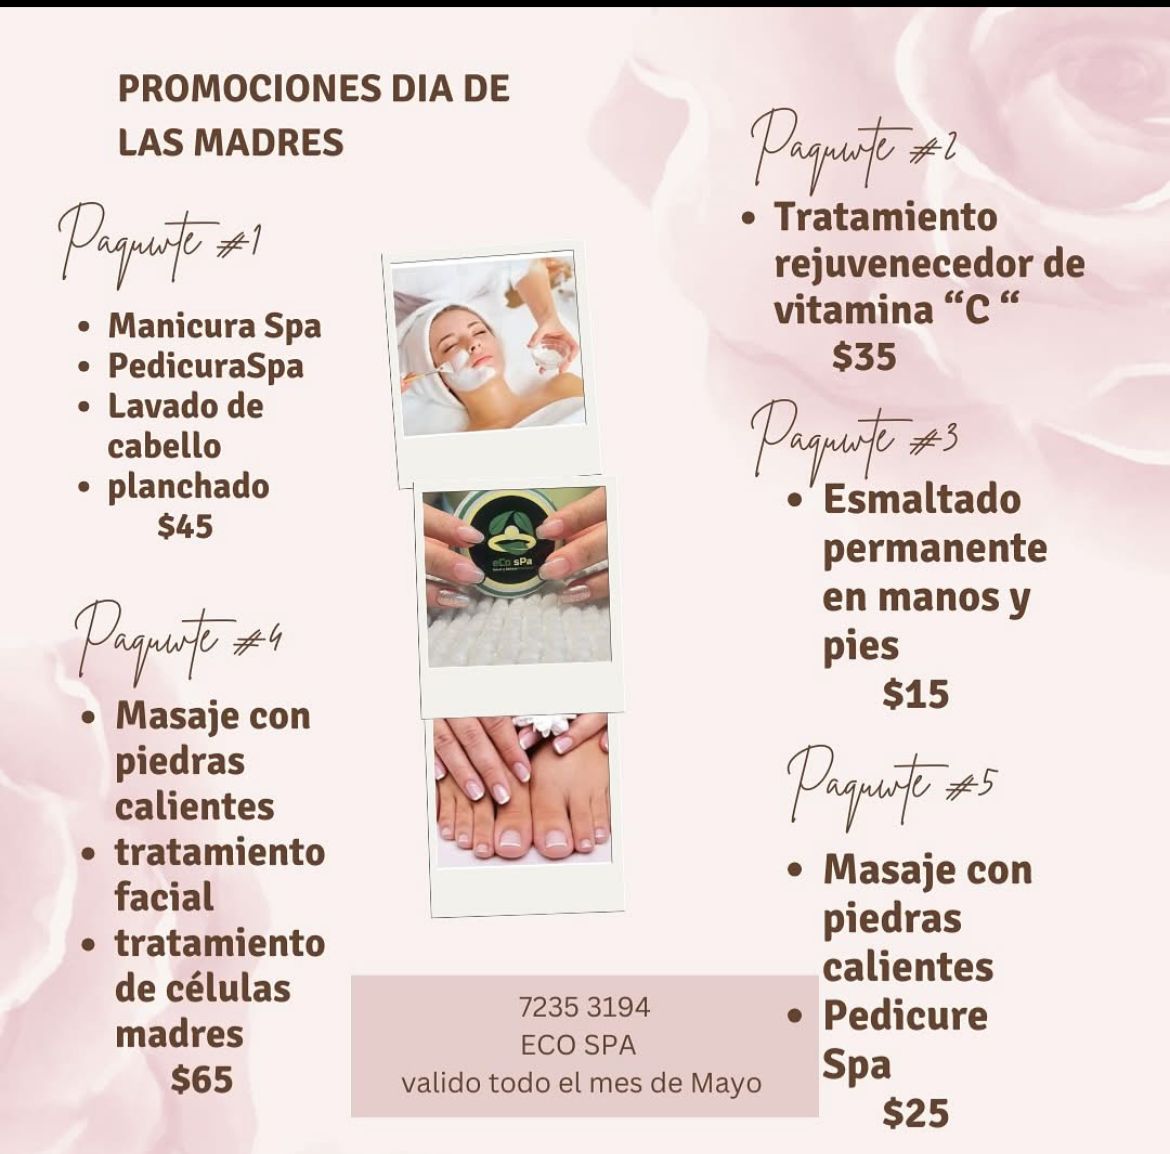 PROMOCIONES DIA DE
LAS MADRES
Paquete #1
Manicura Spa
PedicuraSpa
Lavado de
cabello
planchado
$45
Paquete #2
Tratamiento
rejuvenecedor de
vitamina “C “
$35
Paquete #3
Esmaltado
permanente
en manos y
pies
$15
Paquete #4
Masaje con
piedras
calientes
tratamiento
facial
tratamiento
de células
madres
$65
Paquete #5
Masaje con
piedras
calientes
Pedicure
Spa
$25
eCo sPa
7235 3194
ECO SPA
valido todo el mes de Mayo